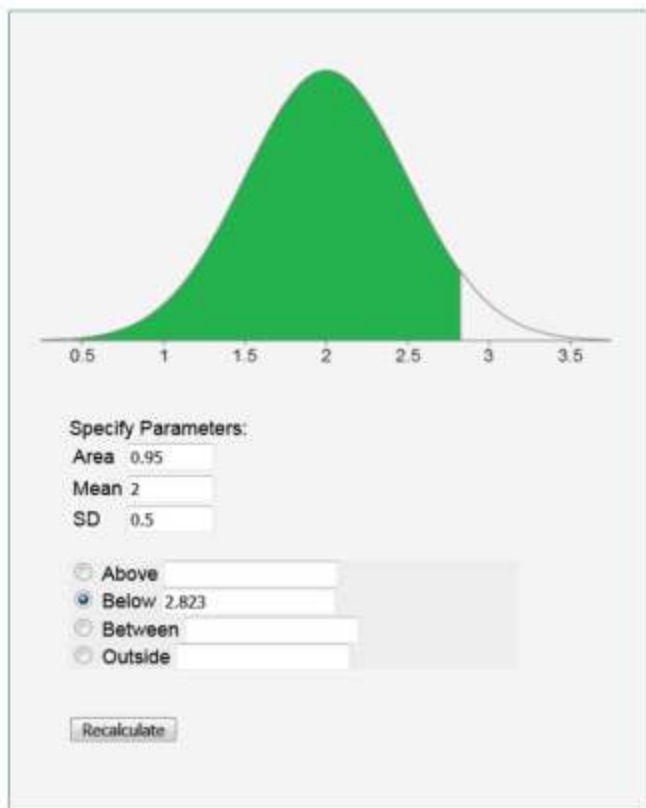 0.5 1 1.5 2 2.5 3 3.5
Specify Parameters:
Area 0.95
Mean 2
SD 0.5
Above
Below 2.823
Between
Outside
Recalculate